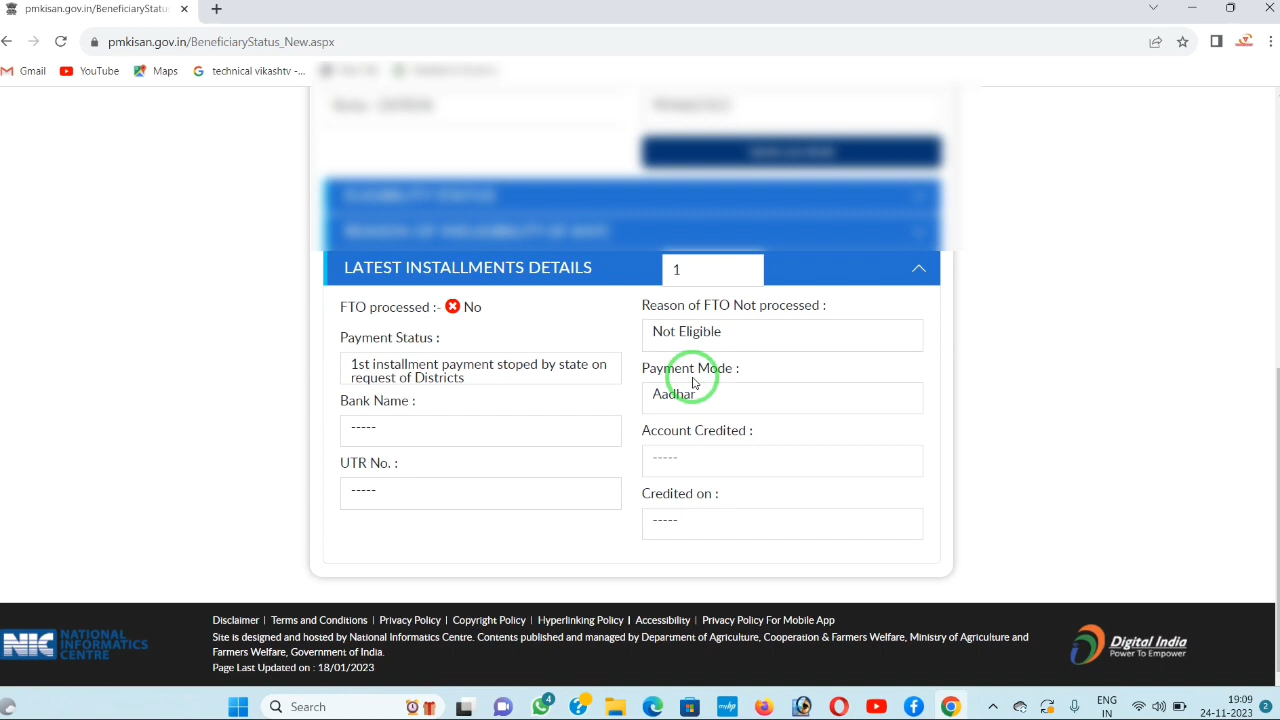 pmkisan.gov.in/BeneficiaryStatu
pmkisan.gov.in/BeneficiaryStatus_New.aspx
Gmail YouTube Maps technical vikashtv -...
LATEST INSTALLMENTS DETAILS 1
FTO processed :- No
Reason of FTO Not processed :
Not Eligible
Payment Status :
1st installment payment stoped by state on
request of Districts
Payment Mode :
Aadhar
Bank Name :
-----
Account Credited :
-----
UTR No. :
-----
Credited on :
-----
Disclaimer | Terms and Conditions | Privacy Policy | Copyright Policy | Hyperlinking Policy | Accessibility | Privacy Policy For Mobile App
Site is designed and hosted by National Informatics Centre. Contents published and managed by Department of Agriculture, Cooperation & Farmers Welfare, Ministry of Agriculture and
Farmers Welfare, Government of India.
Page Last Updated on : 18/01/2023
NIC NATIONAL
INFORMATICS
CENTRE
Digital India
Power To Empower
Search
4
mhp
ENG
IN
19:09
24-11-2023
2